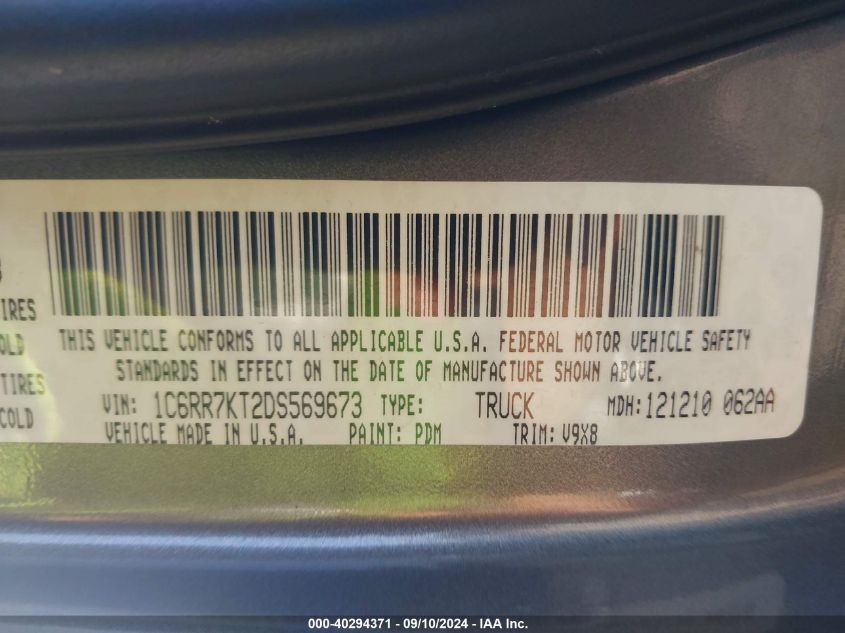 IRES
OLD
TIRES
COLD
THIS VEHICLE CONFORMS TO ALL APPLICABLE U.S.A. FEDERAL MOTOR VEHICLE SAFETY
STANDARDS IN EFFECT ON THE DATE OF MANUFACTURE SHOWN ABOVE.
VIN: 1C6RR7KT2DS569673 TYPE: TRUCK MDH: 121210 062AA
VEHICLE MADE IN U.S.A. PAINT: PDM TRIM: V9X8
000-40294371 - 09/10/2024 - IAA Inc.